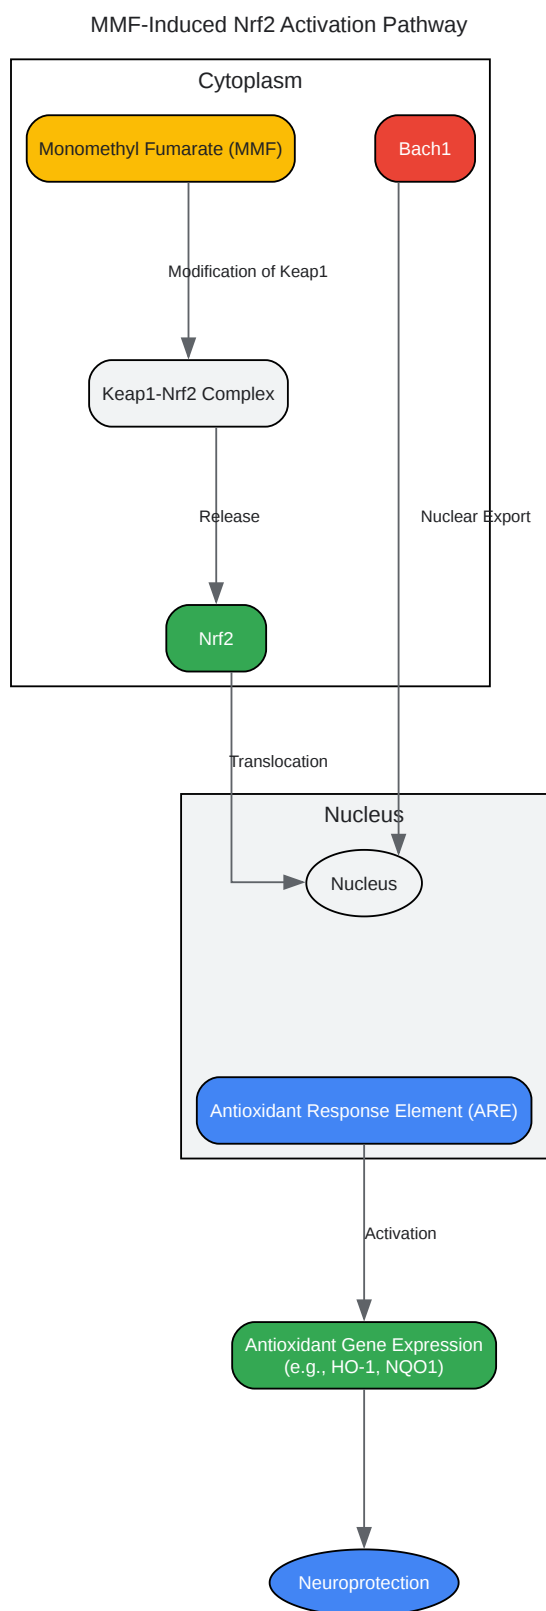 MMF-Induced Nrf2 Activation Pathway
Cytoplasm
Monomethyl Fumarate (MMF)
Bach1
Modification of Keap1
Keap1-Nrf2 Complex
Release
Nuclear Export
Nrf2
Translocation
Nucleus
Nucleus
Antioxidant Response Element (ARE)
Activation
Antioxidant Gene Expression
(e.g., HO-1, NQO1)
Neuroprotection